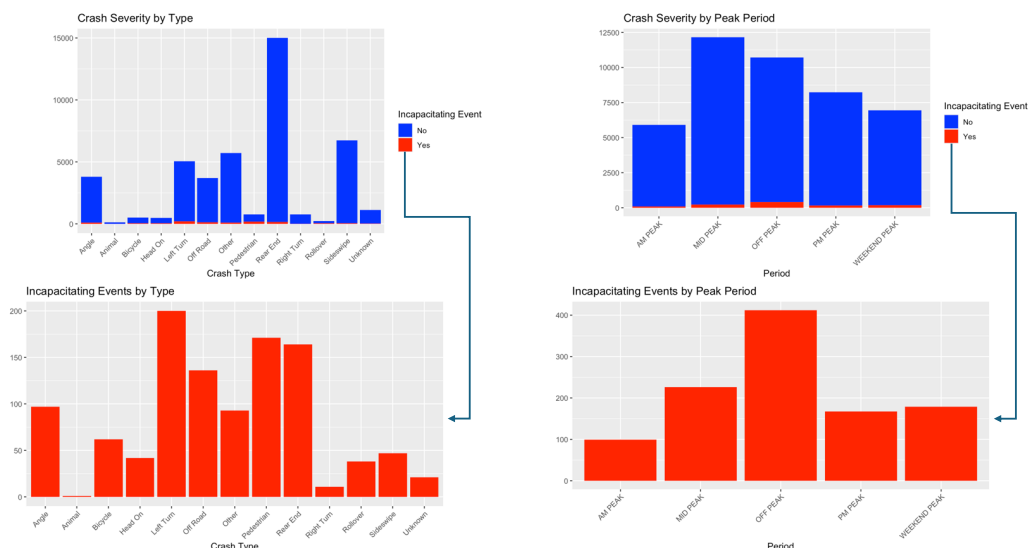 Crash Severity by Type
15000
10000
5000
0
Angle
Animal
Bicycle
Head On
Left Turn
Off Road
Other
Pedestrian
Rear End
Right Turn
Rollover
Sideswipe
Unknown
Crash Type
Incapacitating Event
No
Yes
Crash Severity by Peak Period
12500
10000
7500
5000
2500
0
AM PEAK
MID PEAK
OFF PEAK
PM PEAK
WEEKEND PEAK
Period
Incapacitating Event
No
Yes
Incapacitating Events by Type
200
150
100
50
0
Angle
Animal
Bicycle
Head On
Left Turn
Off Road
Other
Pedestrian
Rear End
Right Turn
Rollover
Sideswipe
Unknown
Crash Type
Incapacitating Events by Peak Period
400
300
200
100
0
AM PEAK
MID PEAK
OFF PEAK
PM PEAK
WEEKEND PEAK
Period